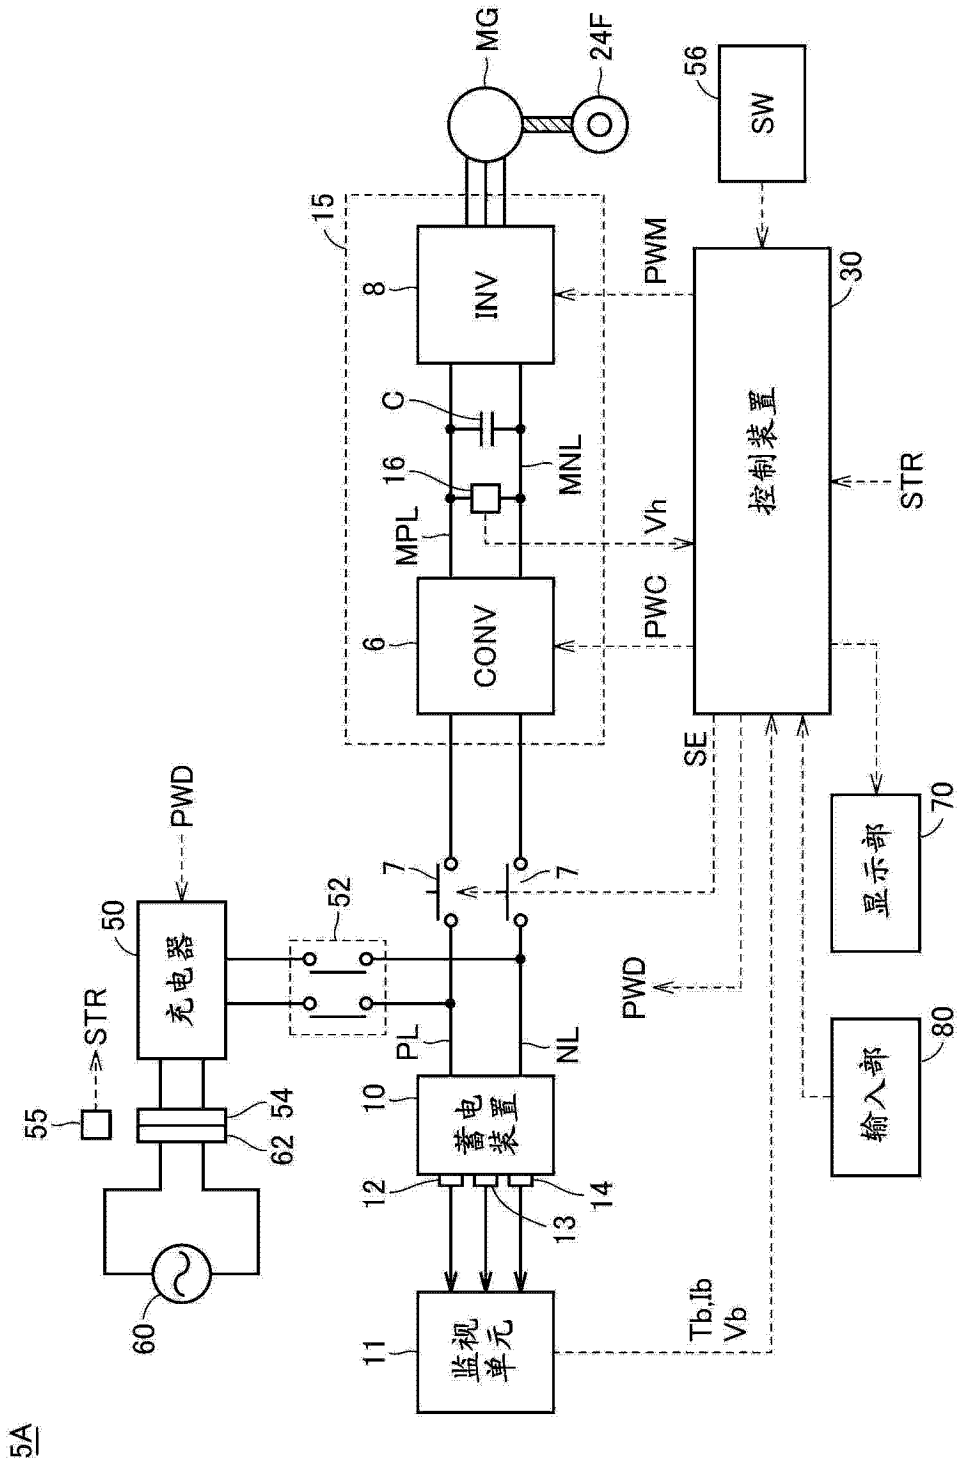 5A
60
55
STR
62
54
50
充电器
PWD
52
PL
NL
7
7
15
MPL
16
C
MNL
6
CONV
8
INV
MG
24F
10
蓄电
装置
12
13
14
11
监视
单元
Tb,Ib
Vb
PWD
SE
PWC
Vh
PWM
56
SW
30
控制装置
STR
70
显示部
80
输入部